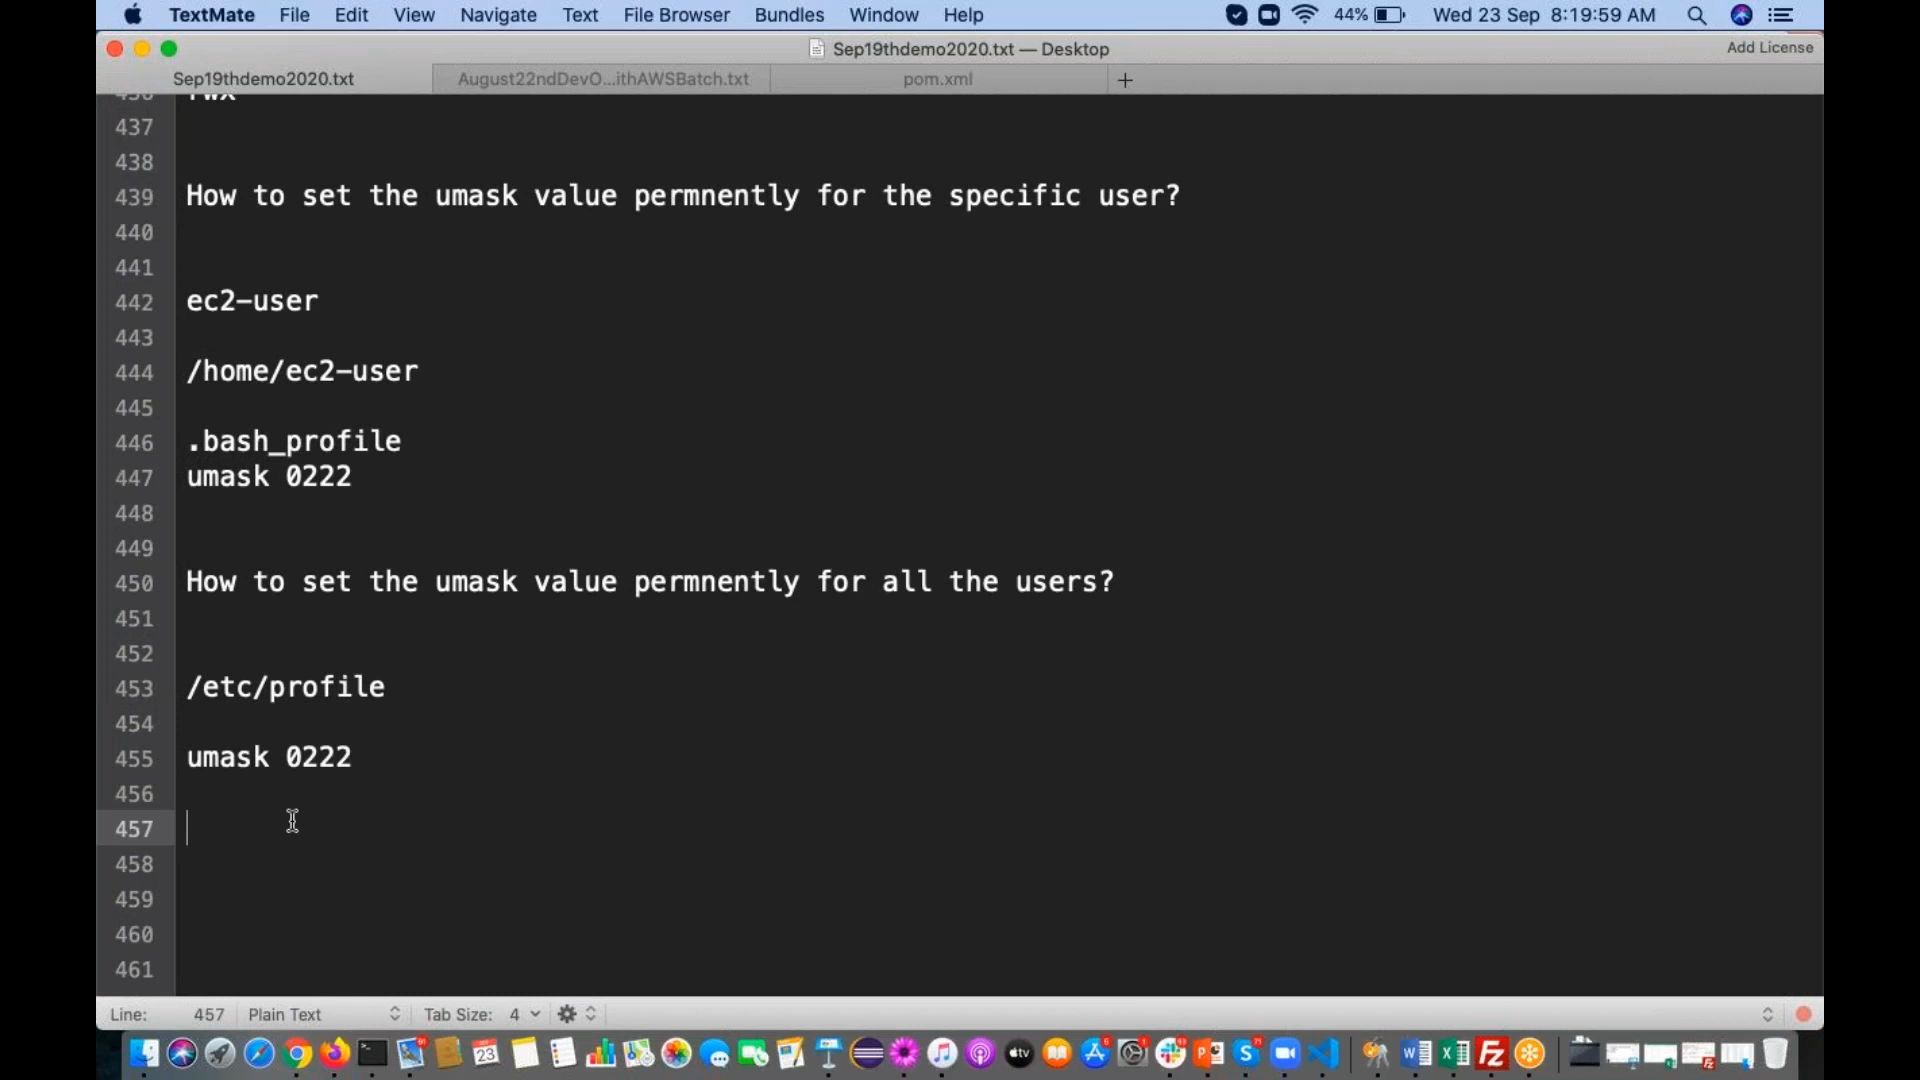 TextMate File Edit View Navigate Text File Browser Bundles Window Help 44% Wed 23 Sep 8:19:59 AM
Sep19thdemo2020.txt — Desktop Add License
Sep19thdemo2020.txt August22ndDevO...ithAWSBatch.txt pom.xml +
436 rwx
437
438
439 How to set the umask value permnently for the specific user?
440
441
442 ec2-user
443
444 /home/ec2-user
445
446 .bash_profile
447 umask 0222
448
449
450 How to set the umask value permnently for all the users?
451
452
453 /etc/profile
454
455 umask 0222
456
457
458
459
460
461
Line: 457 Plain Text Tab Size: 4